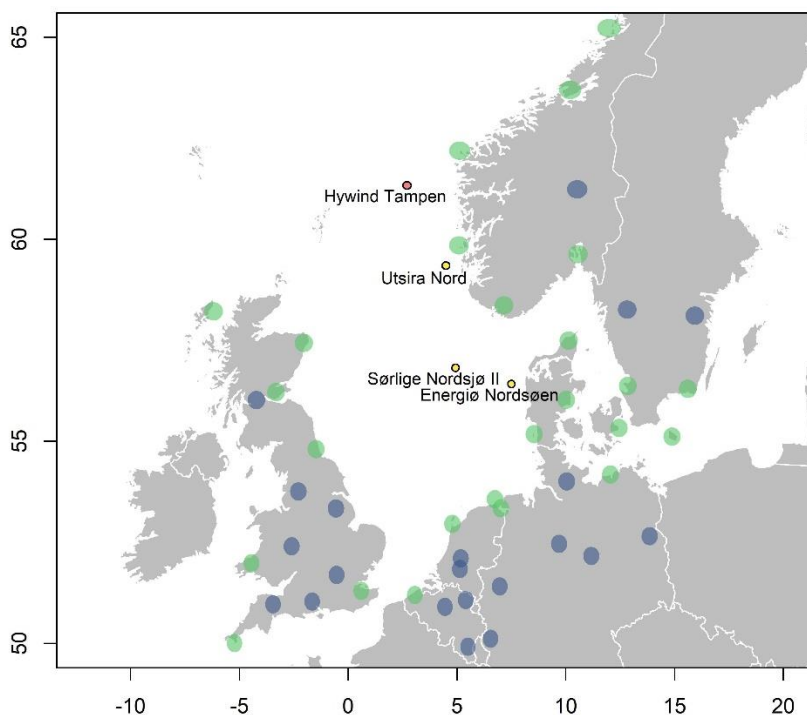 65
Hywind Tampen
60
Utsira Nord
Sørlige Nordsjø II
Energiø Nordsøen
55
50
-10 -5 0 5 10 15 20